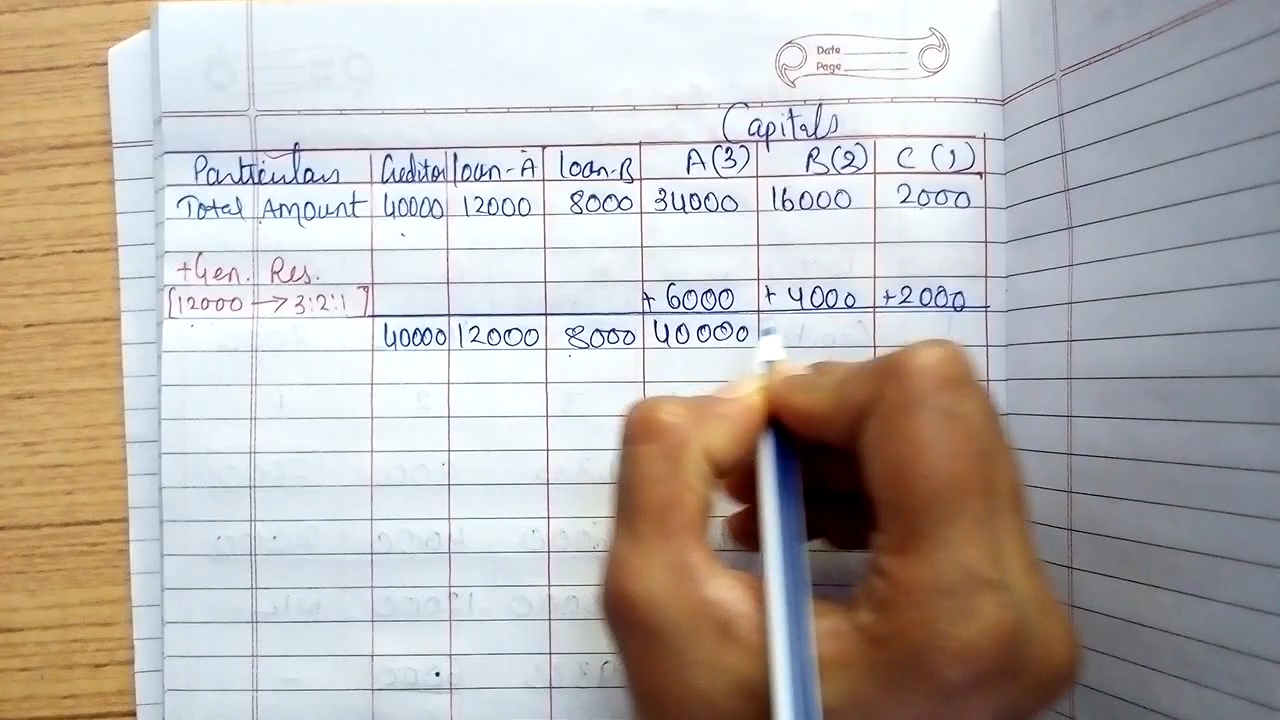 Date
Page
Capitals
Particulars Creditor loan-A loan-B A(3) B(2) C(1)
Total Amount 40000 12000 8000 34000 16000 2000
+Gen. Res.
[12000 → 3:2:1] + 6000 + 4000 +2000
40000 12000 8000 40000